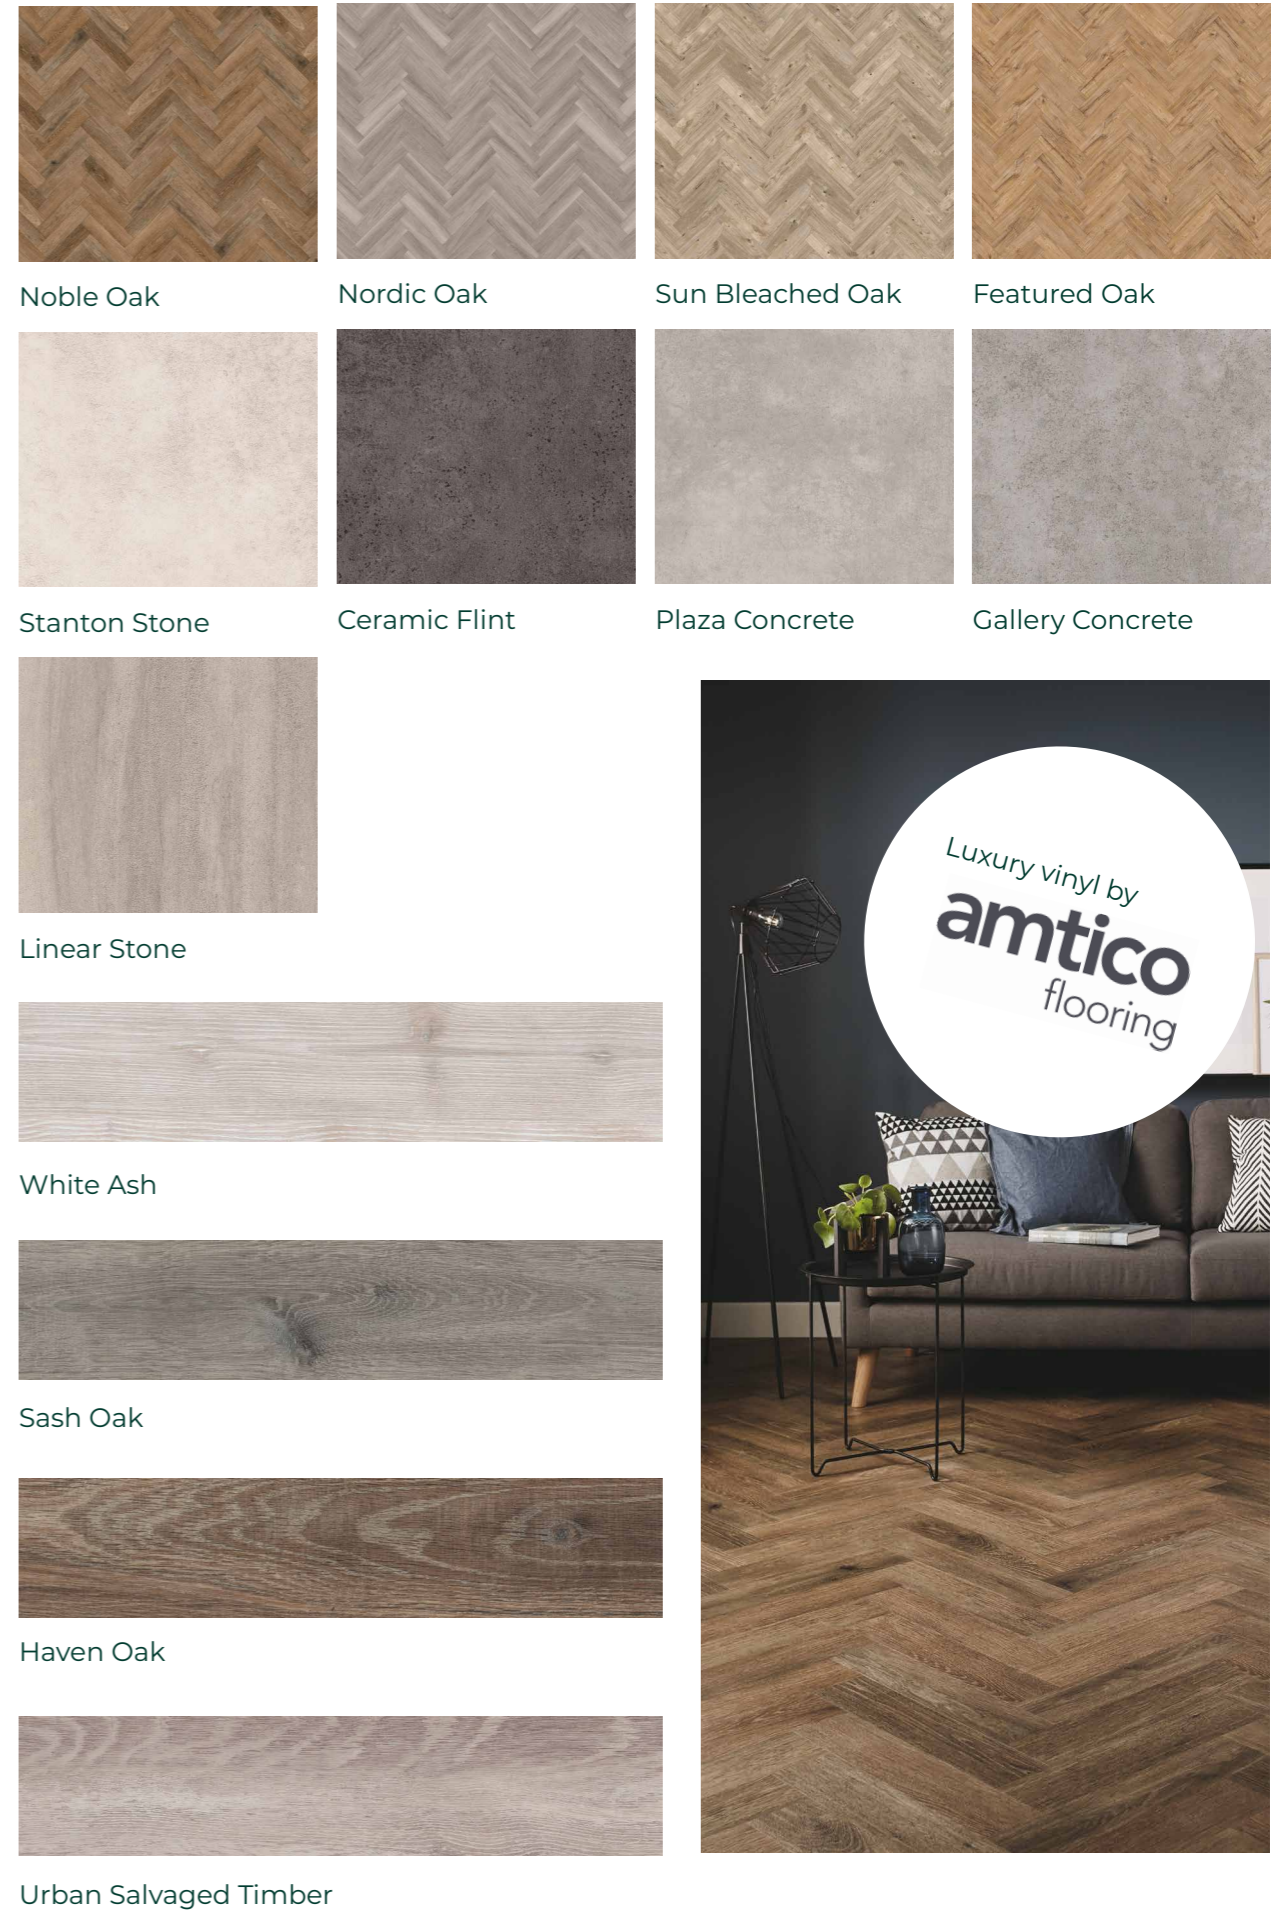 Noble Oak
Nordic Oak
Sun Bleached Oak
Featured Oak
Stanton Stone
Ceramic Flint
Plaza Concrete
Gallery Concrete
Linear Stone
Luxury vinyl by
amtico
flooring
White Ash
Sash Oak
Haven Oak
Urban Salvaged Timber